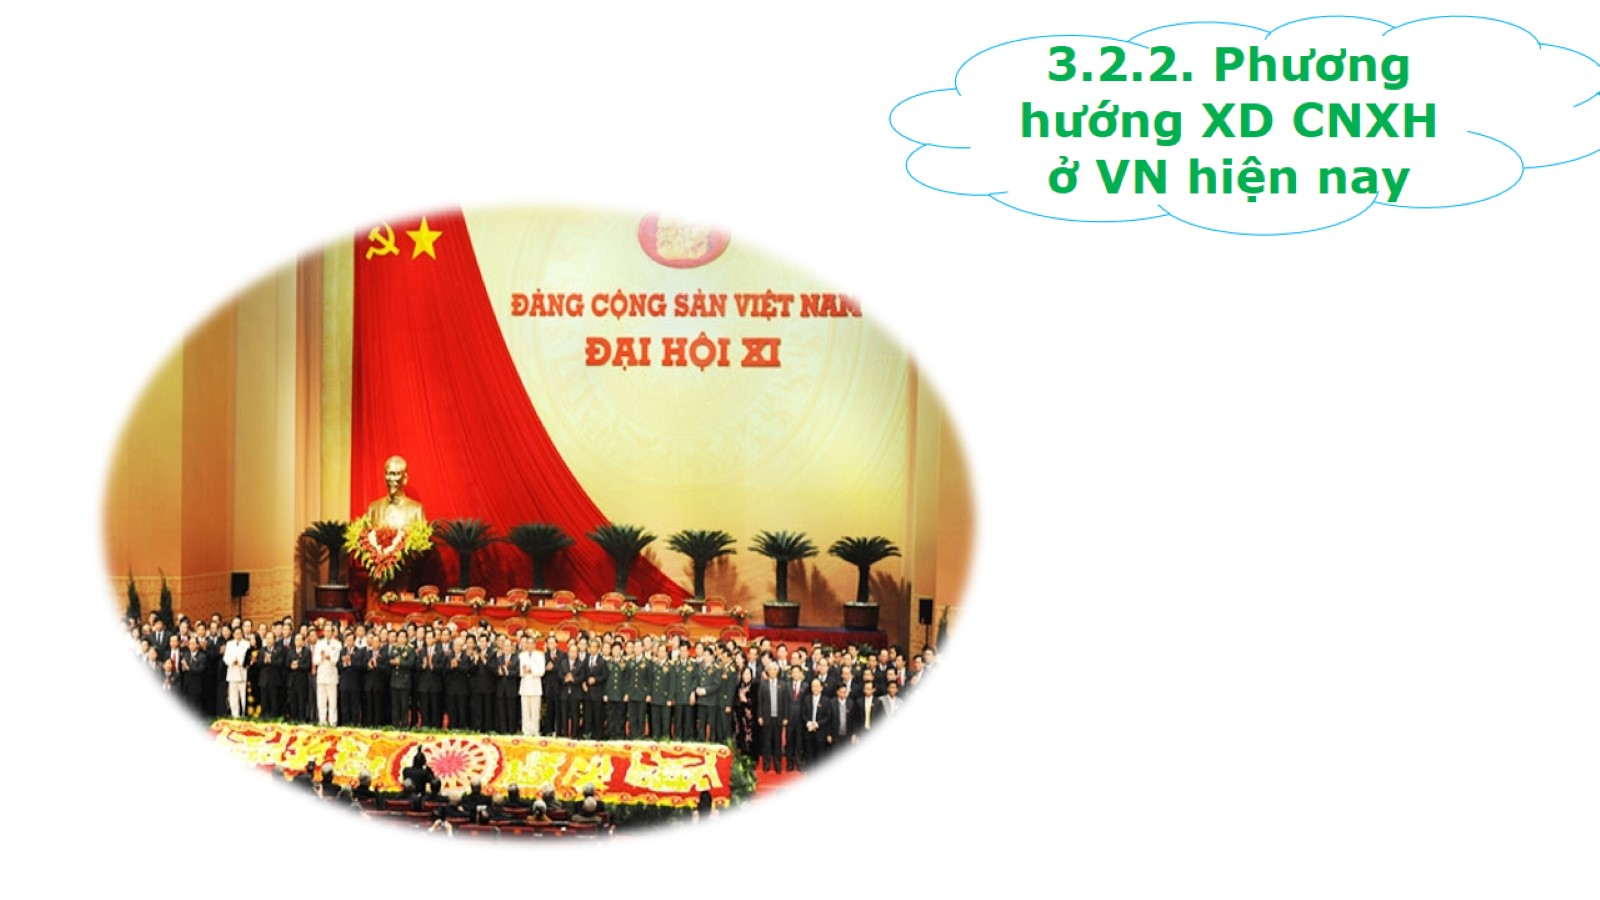 3.2.2. Phương
hướng XD CNXH
ở VN hiện nay
ĐẢNG CỘNG SẢN VIỆT NAM
ĐẠI HỘI XI